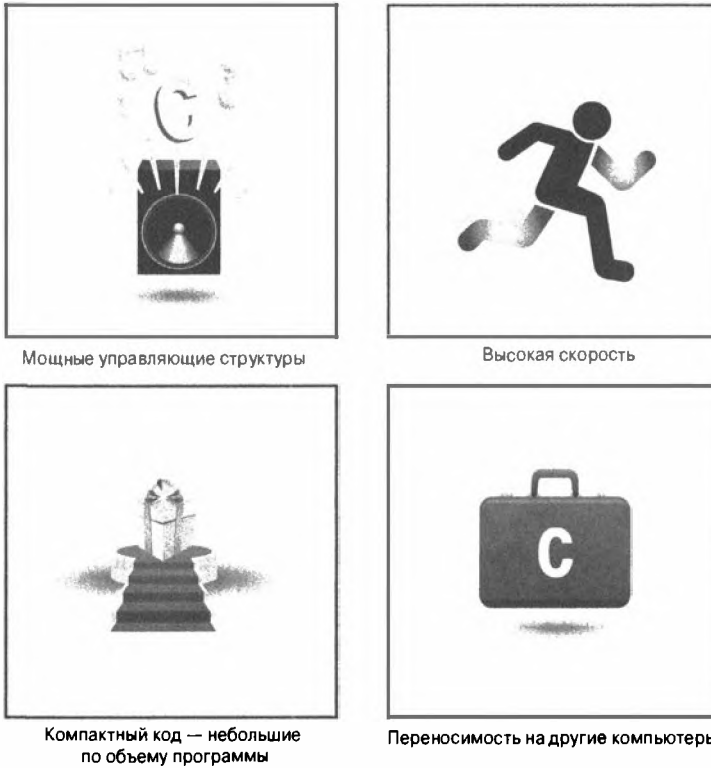 C
Мощные управляющие структуры
Высокая скорость
C
Компактный код — небольшие
по объему программы
Переносимость на другие компьютеры